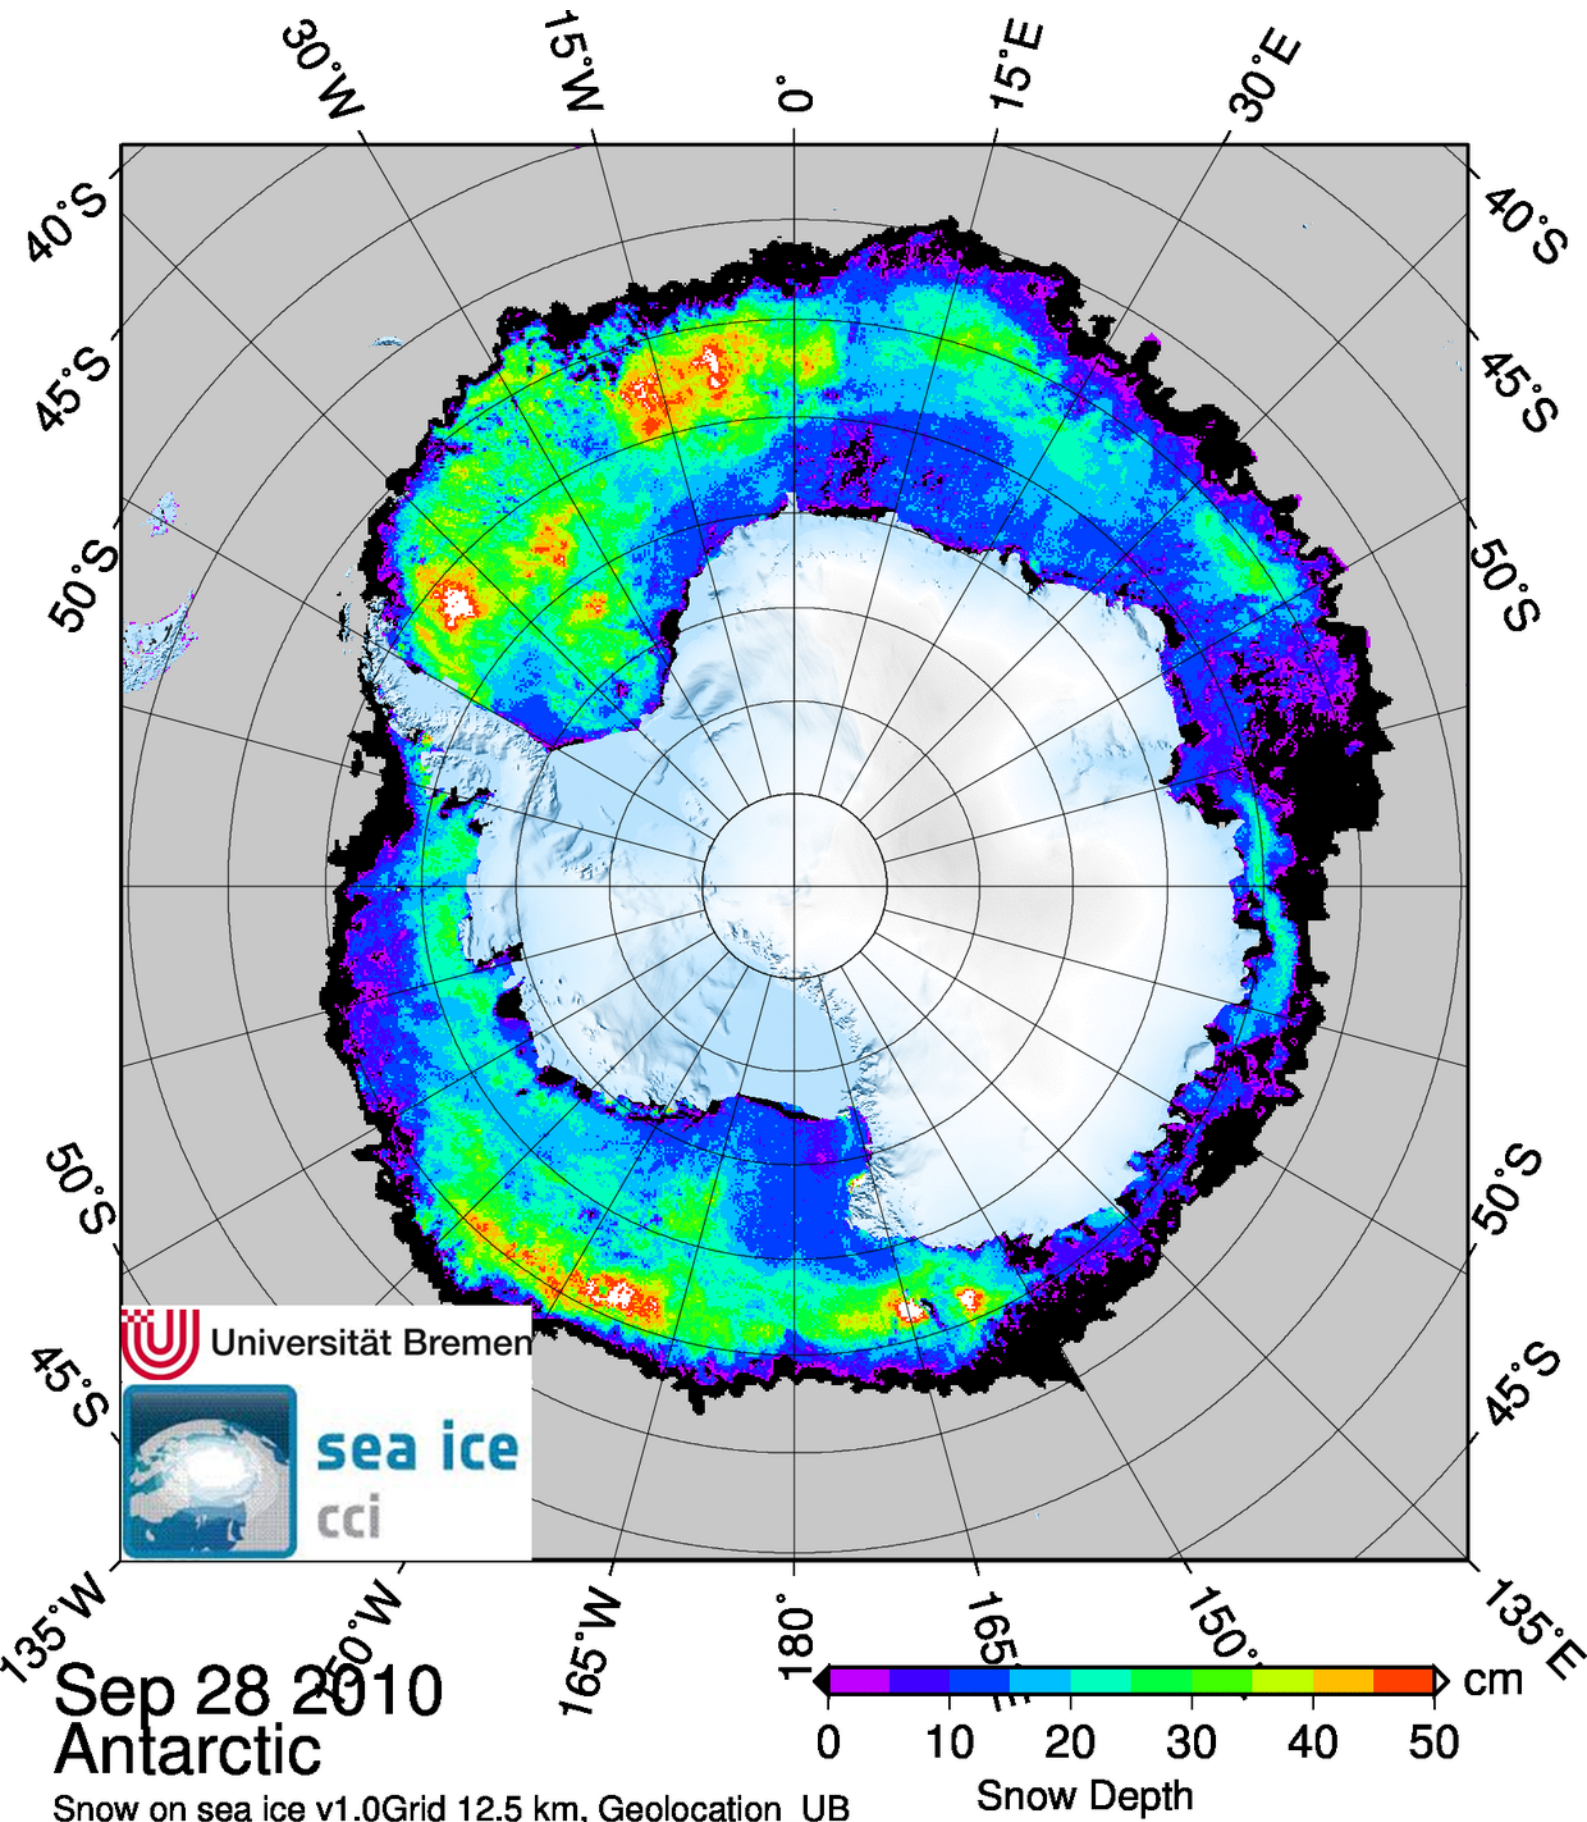 30°W 15°W 0° 15°E 30°E
40°S 40°S
45°S 45°S
50°S 50°S
50°S 50°S
45°S 45°S
Universität Bremen
sea ice
cci
135°W 165°W 180° 165° 150° 135°E
Sep 28 2010
Antarctic
Snow on sea ice v1.0Grid 12.5 km, Geolocation UB
cm
0 10 20 30 40 50
Snow Depth